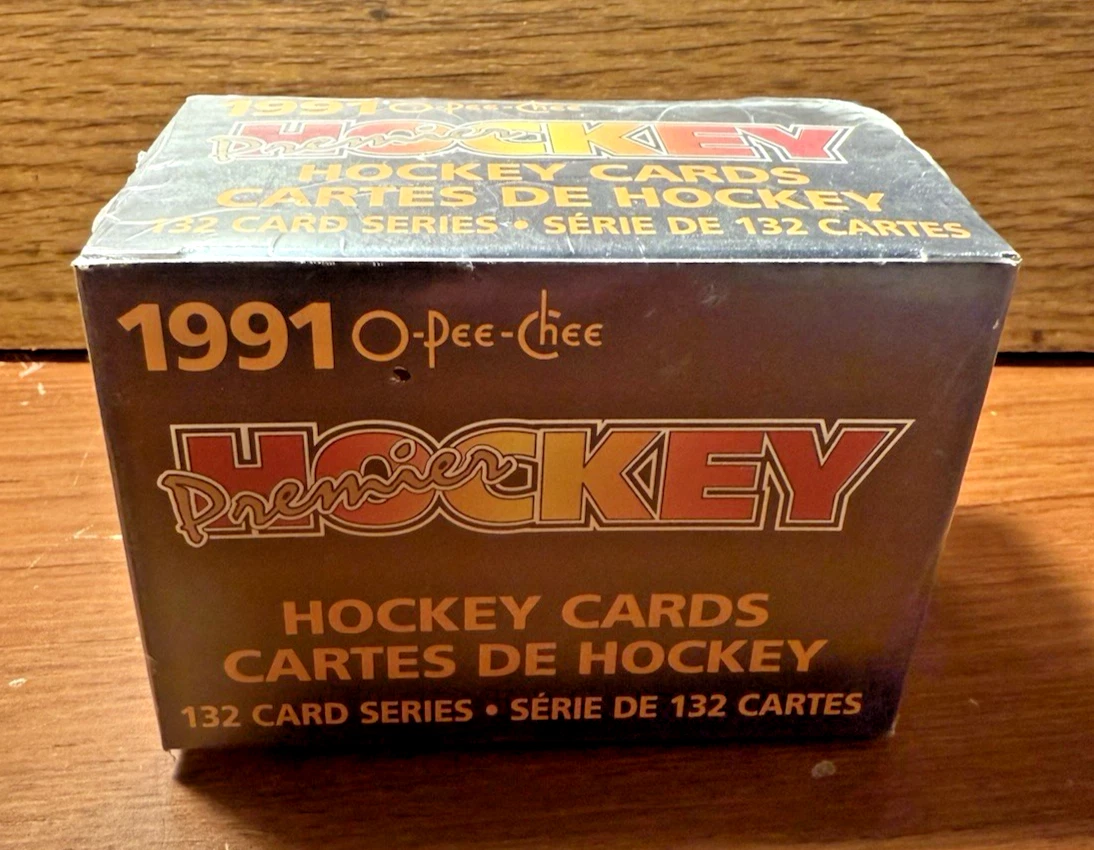 1991 O-Pee-Chee
Premier HOCKEY
HOCKEY CARDS
CARTES DE HOCKEY
132 CARD SERIES • SÉRIE DE 132 CARTES
1991 O-Pee-Chee
Premier HOCKEY
HOCKEY CARDS
CARTES DE HOCKEY
132 CARD SERIES • SÉRIE DE 132 CARTES